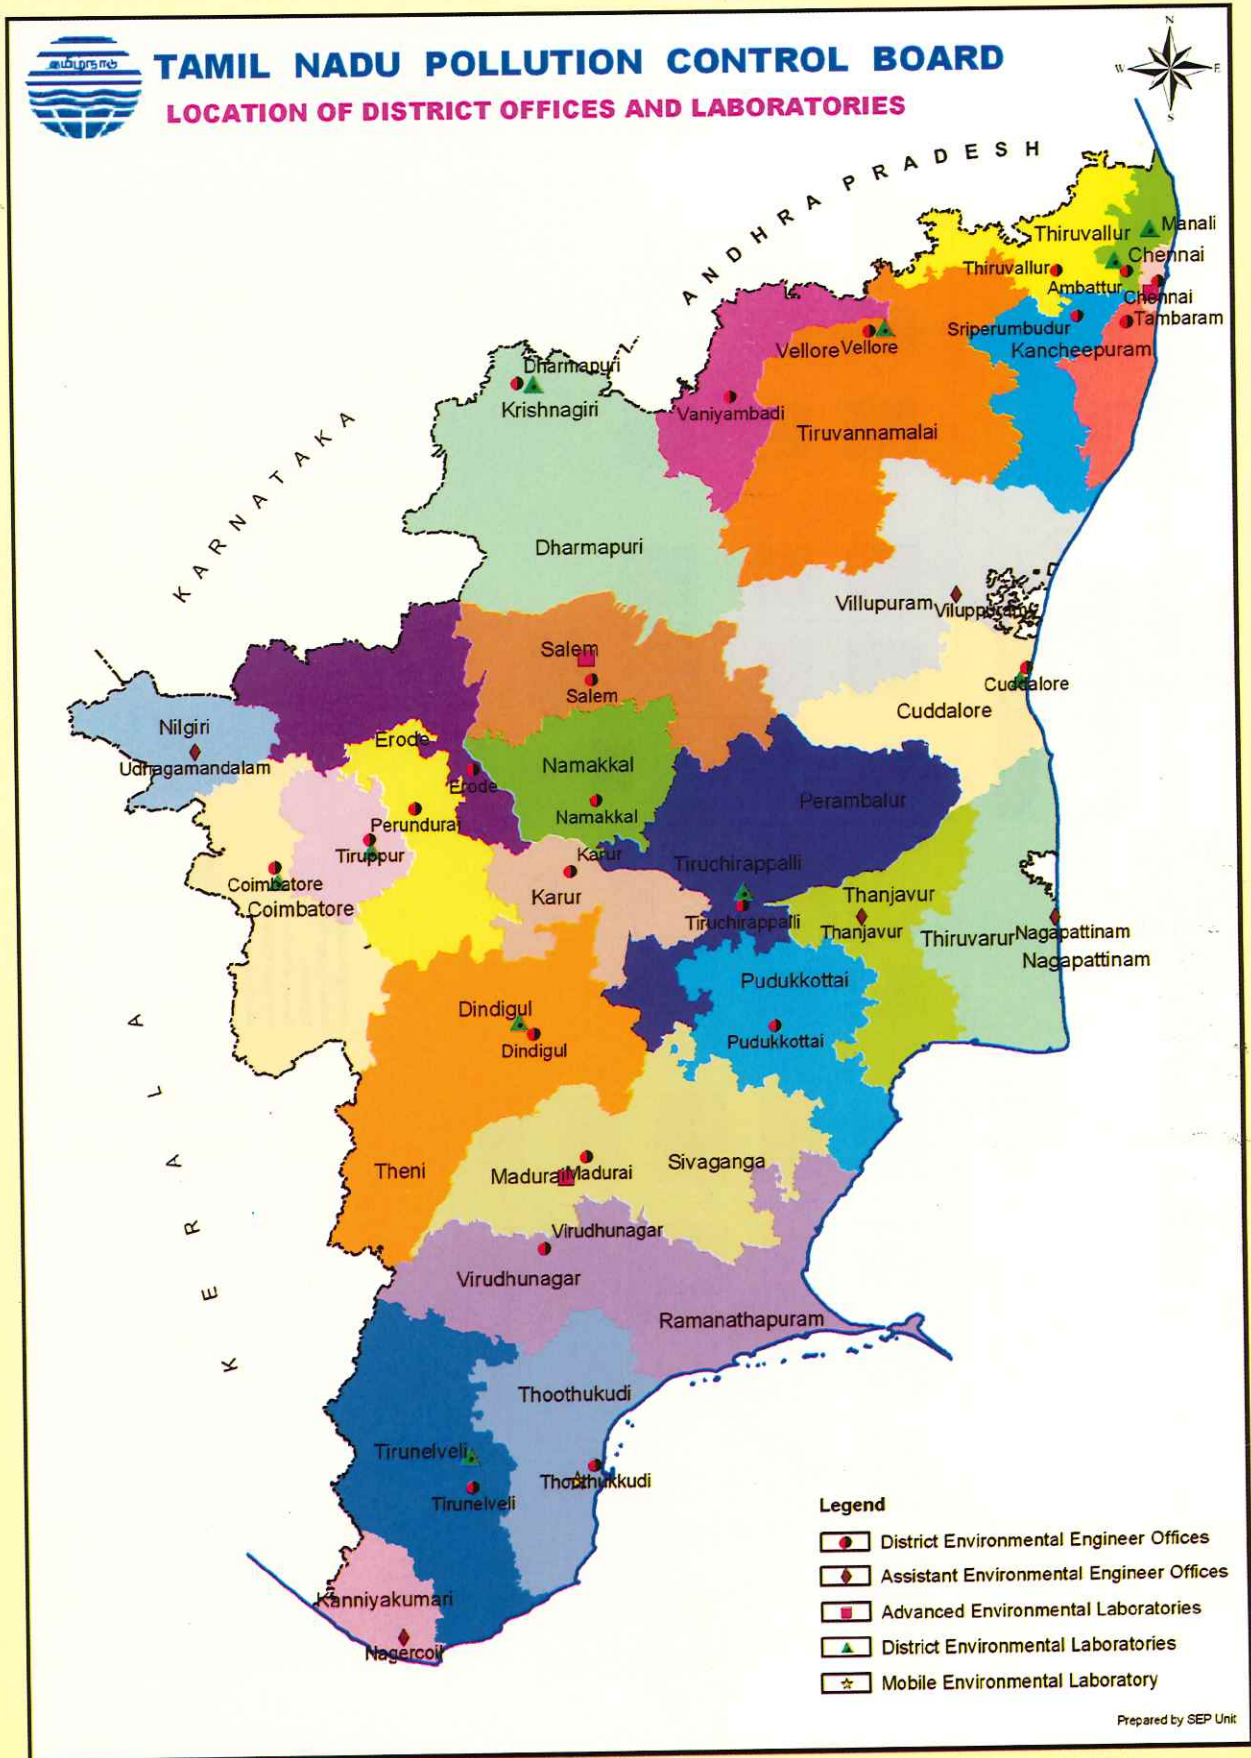 தமிழ்நாடு
TAMIL NADU POLLUTION CONTROL BOARD
LOCATION OF DISTRICT OFFICES AND LABORATORIES
N
W
E
S
ANDHRA PRADESH
KARNATAKA
KERALA
Manali
Thiruvallur
Chennai
Thiruvallur
Ambattur
Chennai
Tambaram
Sriperumbudur
Kancheepuram
Vellore
Vellore
Dharmapuri
Krishnagiri
Vaniyambadi
Tiruvannamalai
Dharmapuri
Villupuram
Viluppuram
Salem
Salem
Cuddalore
Cuddalore
Nilgiri
Udhagamandalam
Erode
Erode
Namakkal
Namakkal
Perambalur
Perundurai
Tiruppur
Karur
Karur
Tiruchirappalli
Tiruchirappalli
Coimbatore
Coimbatore
Thanjavur
Thanjavur
Thiruvarur
Nagapattinam
Nagapattinam
Pudukkottai
Pudukkottai
Dindigul
Dindigul
Theni
Madurai
Madurai
Sivaganga
Virudhunagar
Virudhunagar
Ramanathapuram
Thoothukudi
Tirunelveli
Thoothukkudi
Tirunelveli
Kanniyakumari
Nagercoil
Legend
District Environmental Engineer Offices
Assistant Environmental Engineer Offices
Advanced Environmental Laboratories
District Environmental Laboratories
Mobile Environmental Laboratory
Prepared by SEP Unit